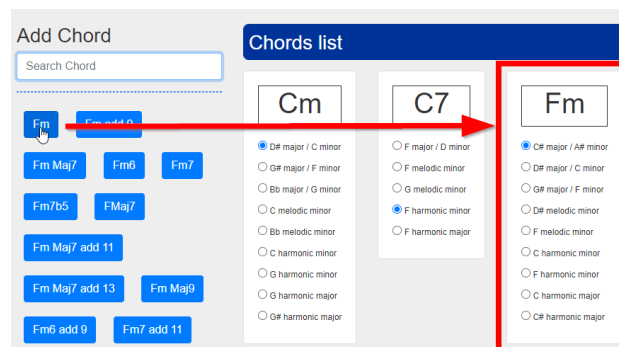 Add Chord
Search Chord
Fm
Fm add 9
Fm Maj7
Fm6
Fm7
Fm7b5
FMaj7
Fm Maj7 add 11
Fm Maj7 add 13
Fm Maj9
Fm6 add 9
Fm7 add 11
Chords list
Cm
D# major / C minor
G# major / F minor
Bb major / G minor
C melodic minor
Bb melodic minor
C harmonic minor
G harmonic minor
G harmonic major
G# harmonic major
C7
F major / D minor
F melodic minor
G melodic minor
F harmonic minor
F harmonic major
Fm
C# major / A# minor
D# major / C minor
G# major / F minor
D# melodic minor
F melodic minor
C harmonic minor
F harmonic minor
C harmonic major
C# harmonic major